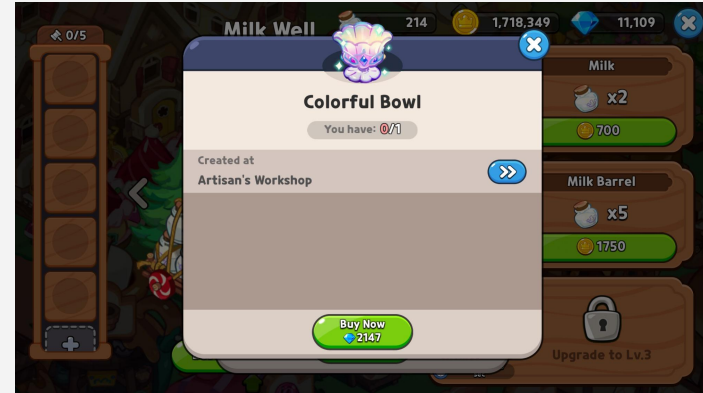 0/5
Milk Well
214
1,718,349
11,109
Colorful Bowl
You have: 0/1
Created at
Artisan's Workshop
Buy Now
2147
Milk
x2
700
Milk Barrel
x5
1750
Upgrade to Lv.3
sec